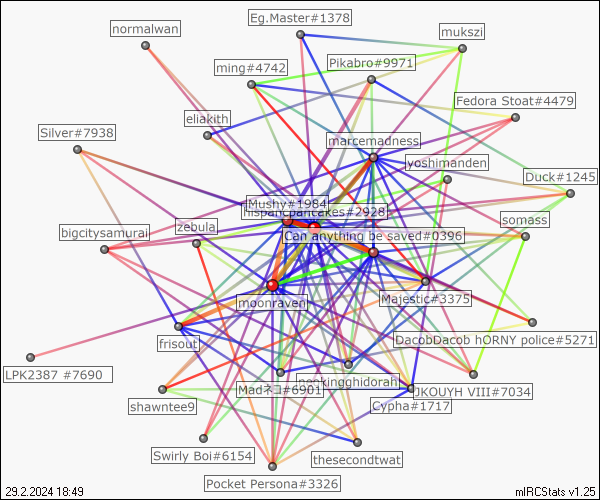 Eg.Master#1378
normalwan
mukszi
Pikabro#9971
ming#4742
Fedora Stoat#4479
eliakith
Silver#7938
marcemadness
yoshimanden
Duck#1245
Mushy#1984
hispancpancakes#2928
somass
zebula
bigcitysamurai
Can anything be saved#0396
Majestic#3375
moonraven
DacobDacob hORNY police#5271
frisout
LPK2387 #7690
Madネコ#6901
JKOUYH VIII#7034
shawntee9
Cypha#1717
Swirly Boi#6154
thesecondtwat
Pocket Persona#3326
29.2.2024 18:49
mIRCStats v1.25